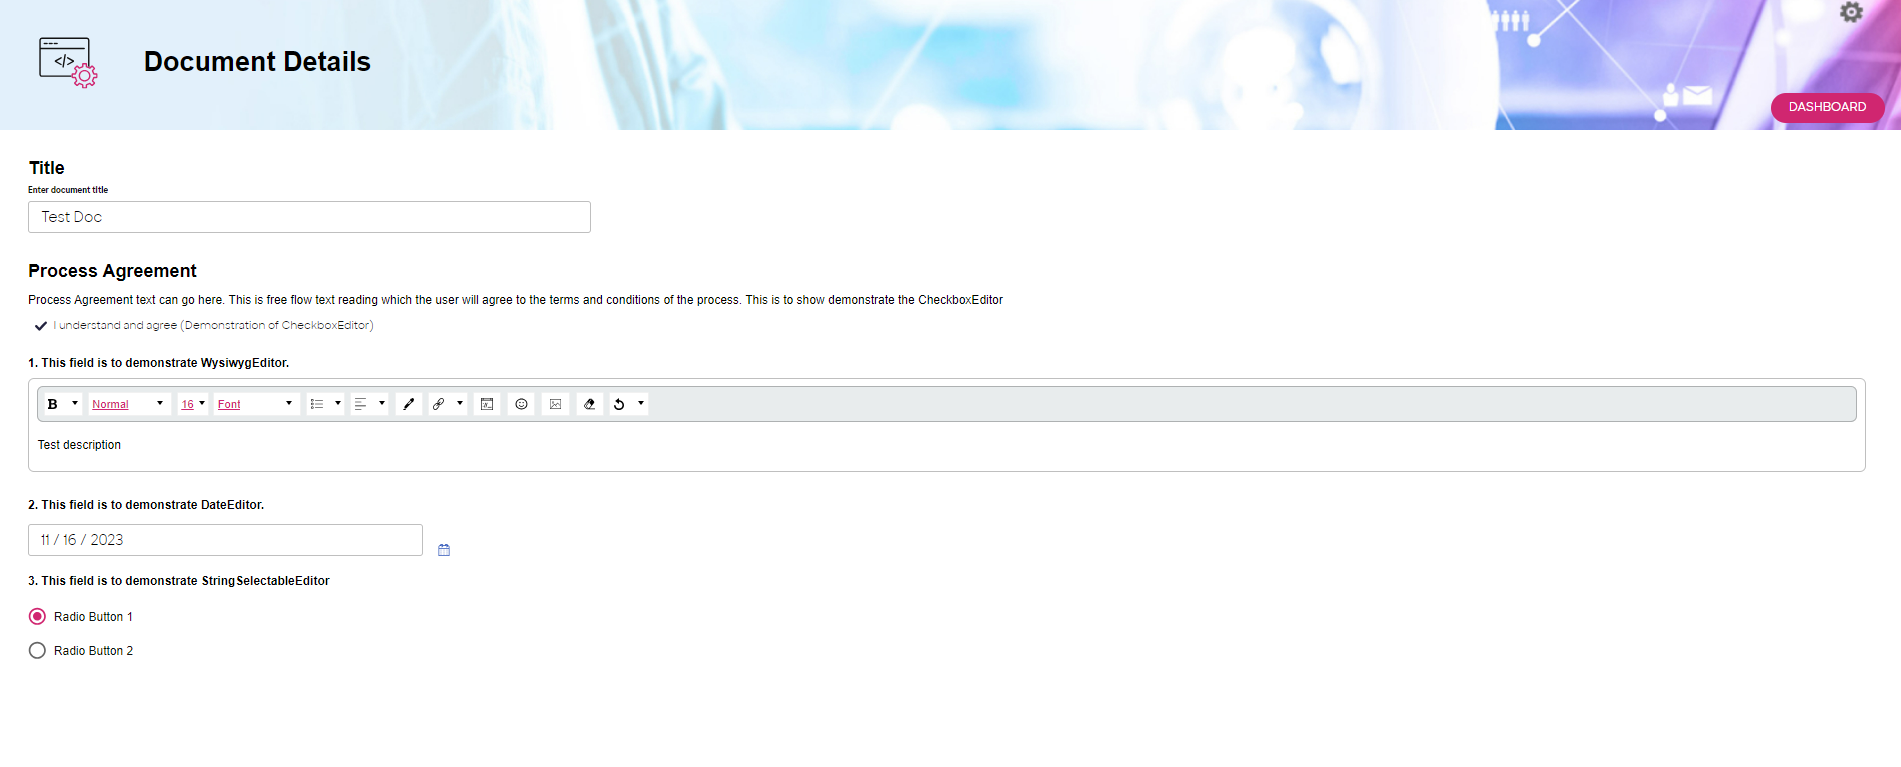 Document Details
DASHBOARD
Title
Enter document title
Test Doc
Process Agreement
Process Agreement text can go here. This is free flow text reading which the user will agree to the terms and conditions of the process. This is to show demonstrate the CheckboxEditor
I understand and agree (Demonstration of CheckboxEditor)
1. This field is to demonstrate WysiwygEditor.
B Normal 16 Font
Test description
2. This field is to demonstrate DateEditor.
11 / 16 / 2023
3. This field is to demonstrate StringSelectableEditor
Radio Button 1
Radio Button 2